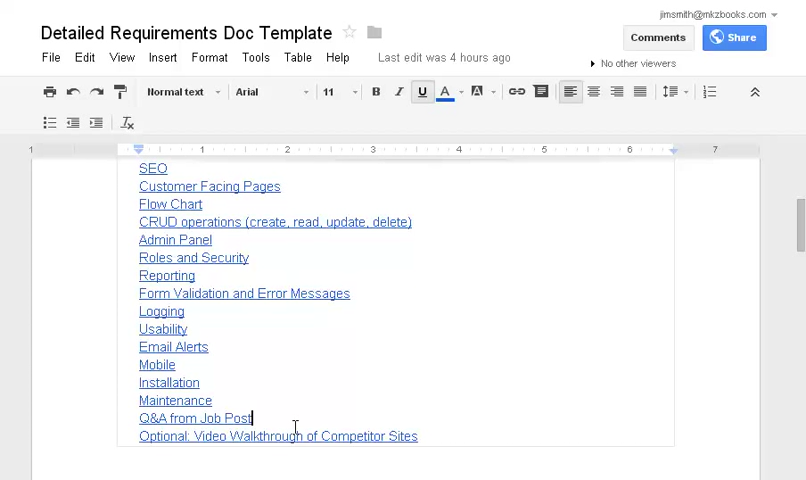 jimsmith@mkzbooks.com
Detailed Requirements Doc Template
Comments
Share
File Edit View Insert Format Tools Table Help Last edit was 4 hours ago
No other viewers
Normal text Arial 11 B I U A A
1 1 2 3 4 5 6 7
SEO
Customer Facing Pages
Flow Chart
CRUD operations (create, read, update, delete)
Admin Panel
Roles and Security
Reporting
Form Validation and Error Messages
Logging
Usability
Email Alerts
Mobile
Installation
Maintenance
Q&A from Job Post
Optional: Video Walkthrough of Competitor Sites